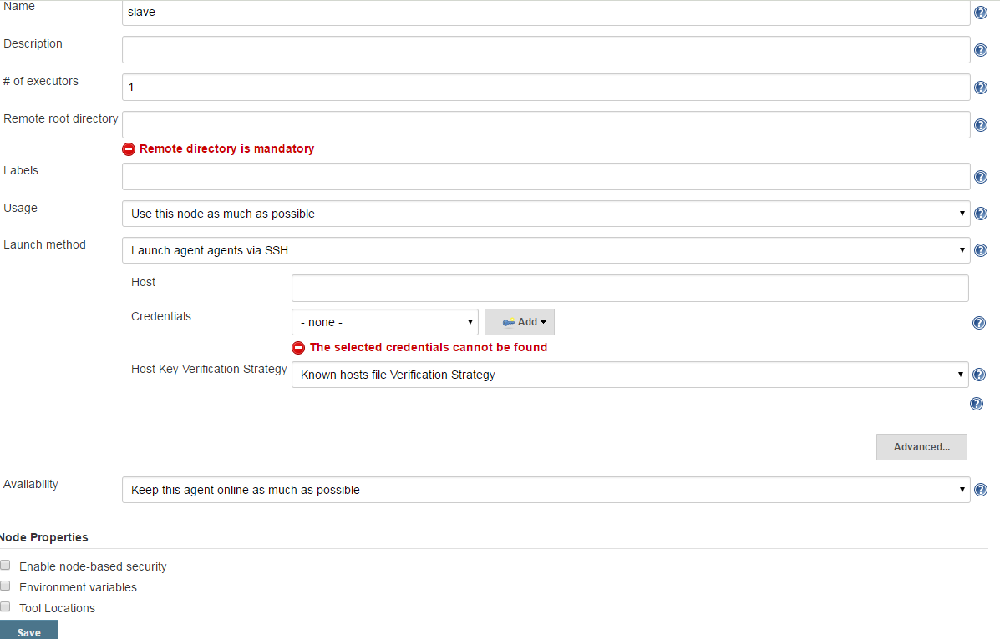 Name
slave
Description
# of executors
1
Remote root directory
Remote directory is mandatory
Labels
Usage
Use this node as much as possible
Launch method
Launch agent agents via SSH
Host
Credentials
- none -
Add
The selected credentials cannot be found
Host Key Verification Strategy
Known hosts file Verification Strategy
Advanced...
Availability
Keep this agent online as much as possible
Node Properties
Enable node-based security
Environment variables
Tool Locations
Save